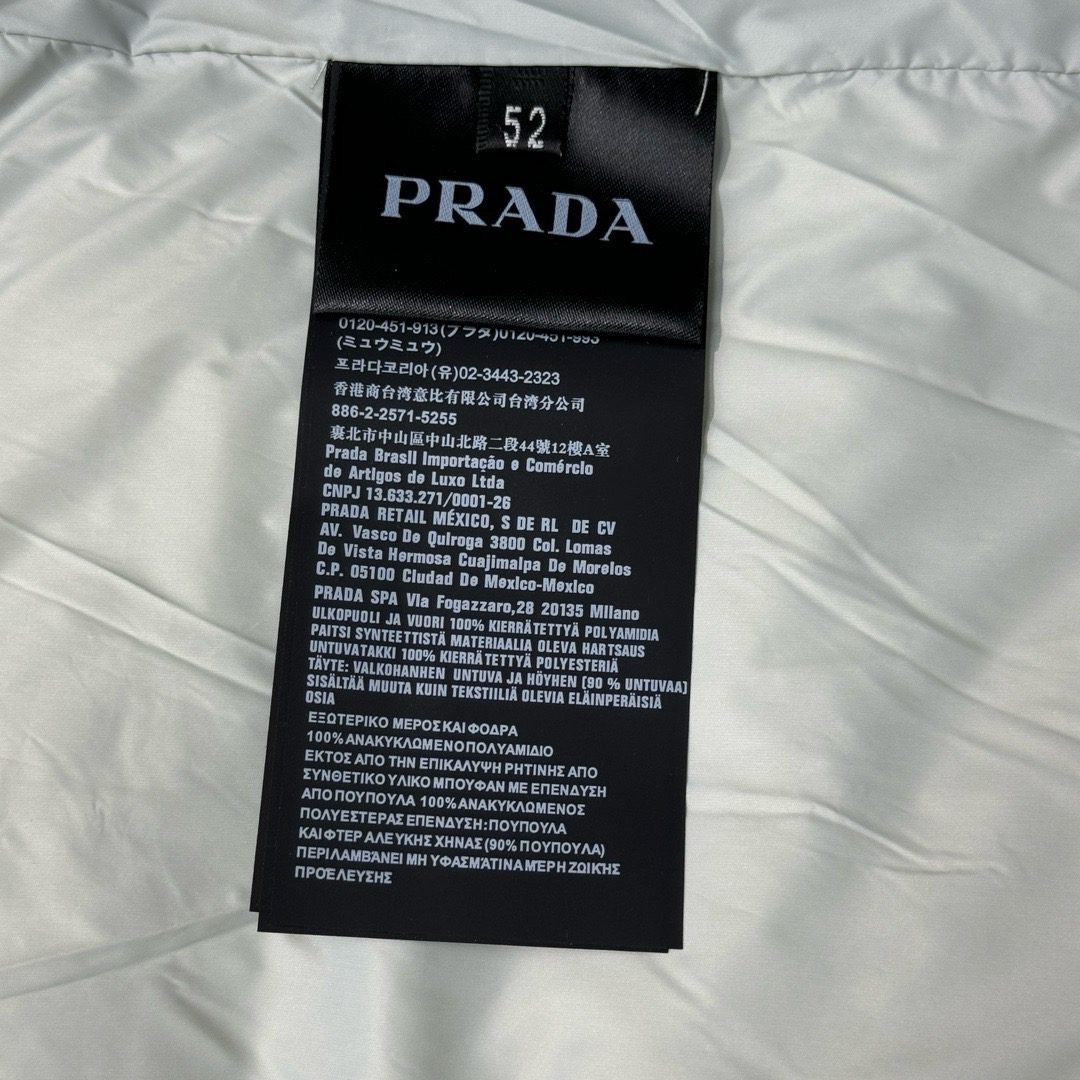 52
PRADA
0120-451-913(プラダ)0120-451-993
(ミュウミュウ)
프라다코리아(유)02-3443-2323
香港商台湾意比有限公司台湾分公司
886-2-2571-5255
裏北市中山區中山北路二段44號12樓A室
Prada Brasil Importação e Comércio
de Artigos de Luxo Ltda
CNPJ 13.633.271/0001-26
PRADA RETAIL MÉXICO, S DE RL DE CV
AV. Vasco De Quiroga 3800 Col. Lomas
De Vista Hermosa Cuajimalpa De Morelos
C.P. 05100 Ciudad De Mexico-Mexico
PRADA SPA Via Fogazzaro,28 20135 Milano
ULKOPUOLI JA VUORI 100% KIERRÄTETTYÄ POLYAMIDIA
PAITSI SYNTEETTISTÄ MATERIAALIA OLEVA HARTSAUS
UNTUVATAKKI 100% KIERRÄTETTYÄ POLYESTERIÄ
TÄYTE: VALKOHANHEN UNTUVA JA HÖYHEN [90 % UNTUVAA]
SISÄLTÄÄ MUUTA KUIN TEKSTIILIÄ OLEVIA ELÄINPERÄISIÄ
OSIA
ΕΞΩΤΕΡΙΚΟ ΜΕΡΟΣ ΚΑΙ ΦΟΔΡΑ
100% ΑΝΑΚΥΚΛΩΜΕΝΟ ΠΟΛΥΑΜΙΔΙΟ
ΕΚΤΟΣ ΑΠΟ ΤΗΝ ΕΠΙΚΑΛΥΨΗ ΡΗΤΙΝΗΣ ΑΠΟ
ΣΥΝΘΕΤΙΚΟ ΥΛΙΚΟ ΜΠΟΥΦΑΝ ΜΕ ΕΠΕΝΔΥΣΗ
ΑΠΟ ΠΟΥΠΟΥΛΑ 100% ΑΝΑΚΥΚΛΩΜΕΝΟΣ
ΠΟΛΥΕΣΤΕΡΑΣ ΕΠΕΝΔΥΣΗ:ΠΟΥΠΟΥΛΑ
ΚΑΙ ΦΤΕΡ ΑΛΕΥΚΗΣ ΧΗΝΑΣ (90% ΠΟΥΠΟΥΛΑ)
ΠΕΡΙΛΑΜΒΆΝΕΙ ΜΗ ΥΦΑΣΜΆΤΙΝΑ ΜΈΡΗ ΖΩΙΚΉΣ
ΠΡΟΈΛΕΥΣΗΣ